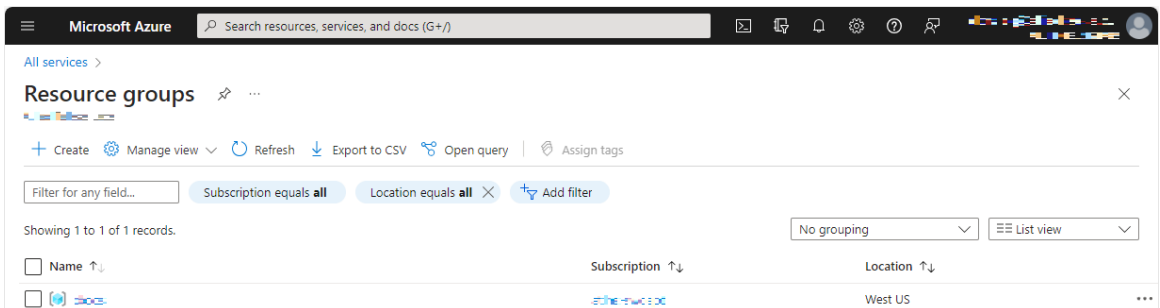 Microsoft Azure Search resources, services, and docs (G+/)
All services >
Resource groups ...
+ Create Manage view Refresh Export to CSV Open query Assign tags
Filter for any field... Subscription equals all Location equals all Add filter
Showing 1 to 1 of 1 records.
No grouping List view
Name ↑↓ Subscription ↑↓ Location ↑↓
West US